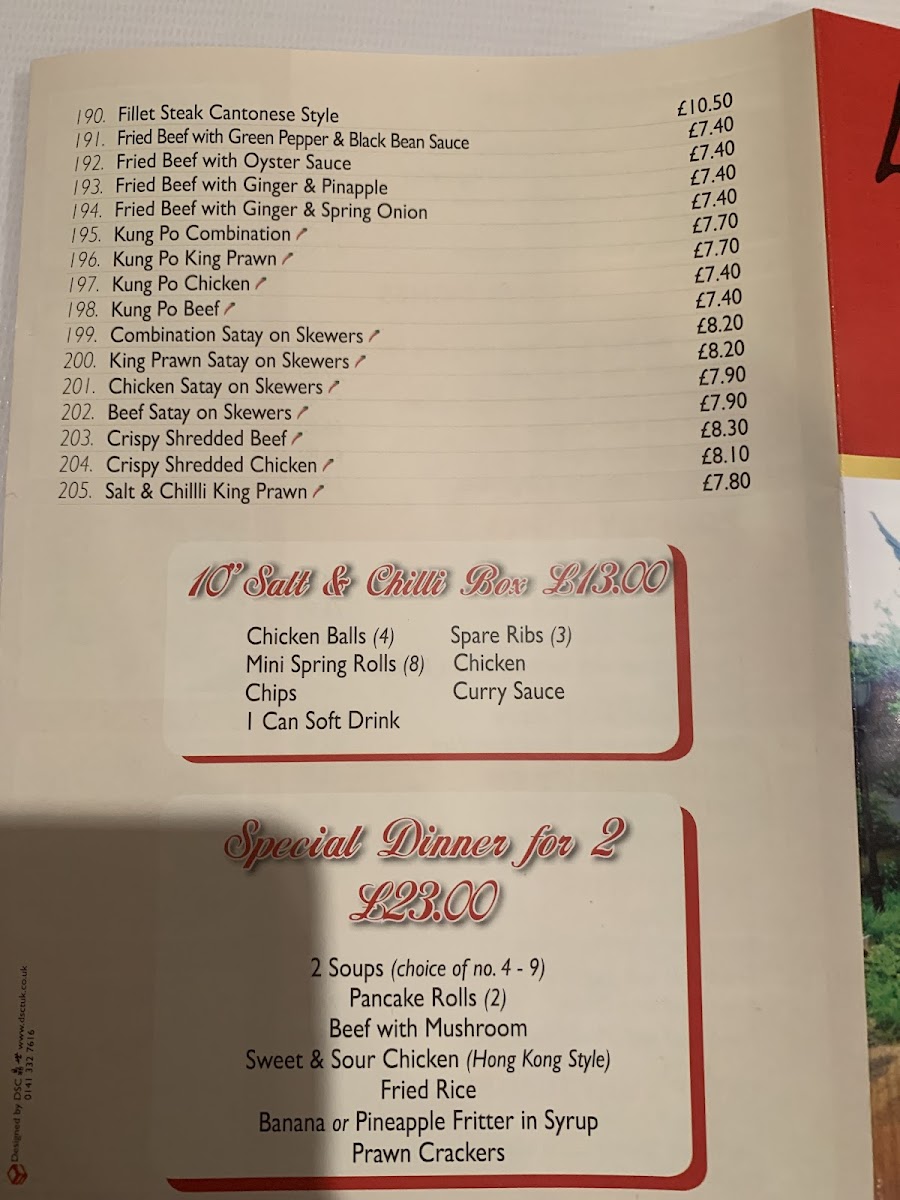 190. Fillet Steak Cantonese Style £10.50
191. Fried Beef with Green Pepper & Black Bean Sauce £7.40
192. Fried Beef with Oyster Sauce £7.40
193. Fried Beef with Ginger & Pinapple £7.40
194. Fried Beef with Ginger & Spring Onion £7.40
195. Kung Po Combination £7.70
196. Kung Po King Prawn £7.70
197. Kung Po Chicken £7.40
198. Kung Po Beef £7.40
199. Combination Satay on Skewers £8.20
200. King Prawn Satay on Skewers £8.20
201. Chicken Satay on Skewers £7.90
202. Beef Satay on Skewers £7.90
203. Crispy Shredded Beef £8.30
204. Crispy Shredded Chicken £8.10
205. Salt & Chillli King Prawn £7.80
10" Salt & Chilli Box £13.00
Chicken Balls (4) Spare Ribs (3)
Mini Spring Rolls (8) Chicken
Chips Curry Sauce
1 Can Soft Drink
Special Dinner for 2
£23.00
2 Soups (choice of no. 4 - 9)
Pancake Rolls (2)
Beef with Mushroom
Sweet & Sour Chicken (Hong Kong Style)
Fried Rice
Banana or Pineapple Fritter in Syrup
Prawn Crackers
Designed by DSC www.dsctuk.co.uk
0141 332 7616